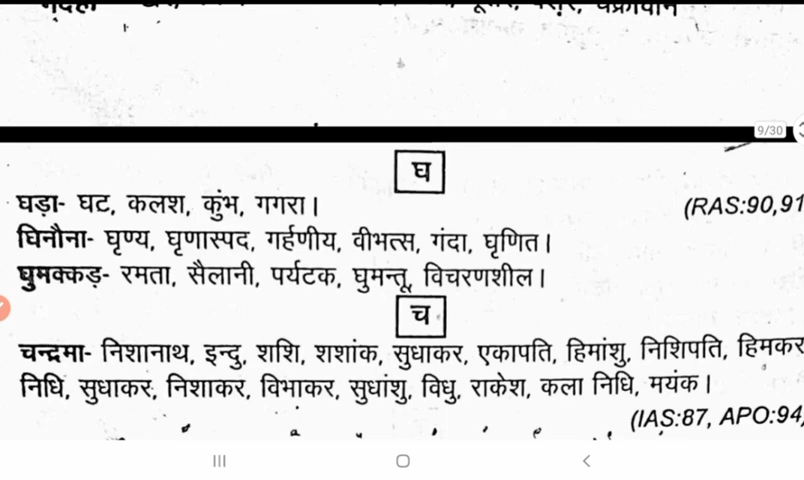 9/30
घ
घड़ा- घट, कलश, कुंभ, गगरा। (RAS:90,91
घिनौना- घृण्य, घृणास्पद, गर्हणीय, वीभत्स, गंदा, घृणित।
घुमक्कड़- रमता, सैलानी, पर्यटक, घुमन्तू, विचरणशील।
च
चन्द्रमा- निशानाथ, इन्दु, शशि, शशांक, सुधाकर, एकापति, हिमांशु, निशिपति, हिमकर
निधि, सुधाकर, निशाकर, विभाकर, सुधांशु, विधु, राकेश, कला निधि, मयंक।
(IAS:87, APO:94,